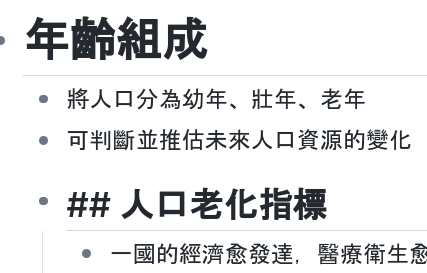 年齡組成
將人口分為幼年、壯年、老年
可判斷並推估未來人口資源的變化
## 人口老化指標
一國的經濟愈發達，醫療衛生愈